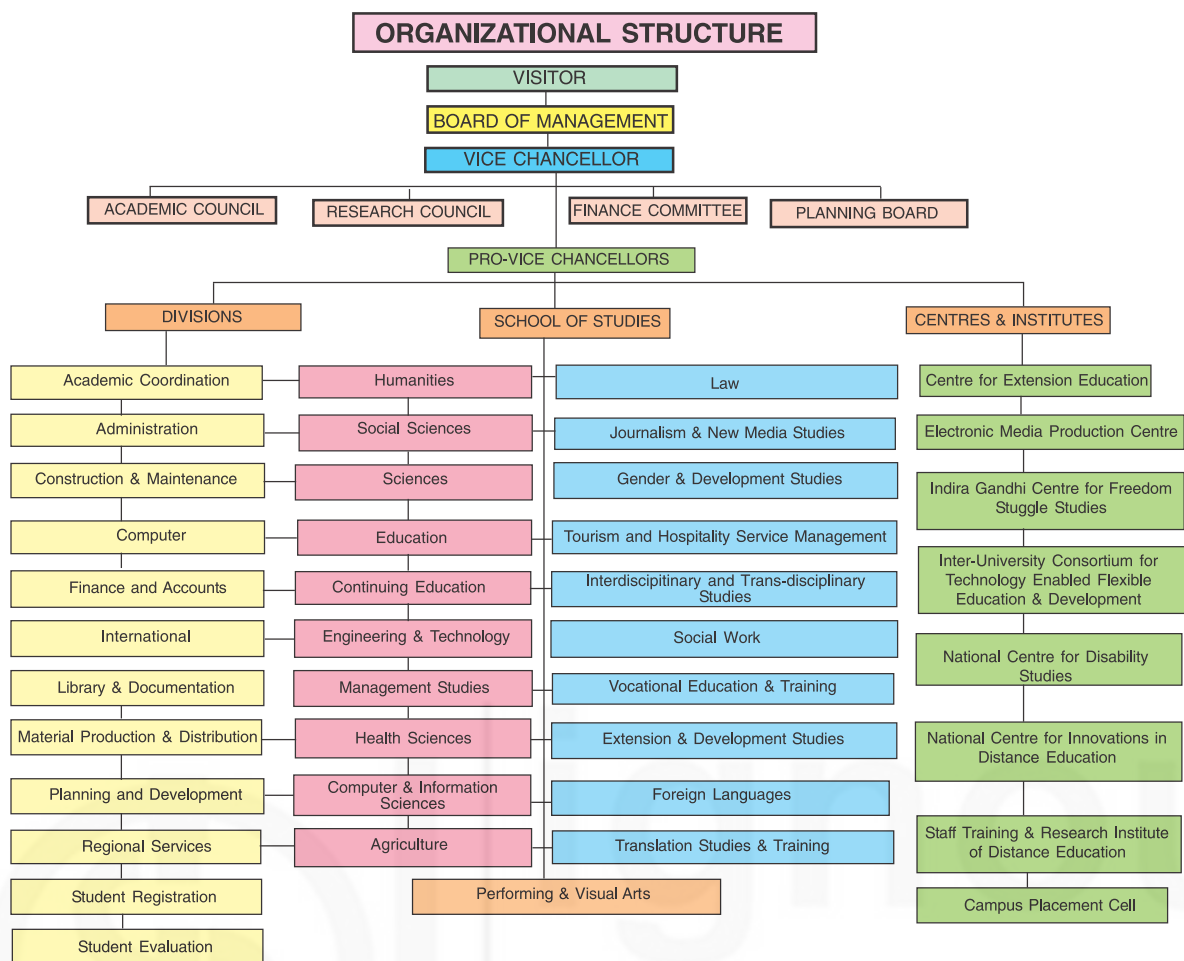 ORGANIZATIONAL STRUCTURE
VISITOR
BOARD OF MANAGEMENT
VICE CHANCELLOR
ACADEMIC COUNCIL
RESEARCH COUNCIL
FINANCE COMMITTEE
PLANNING BOARD
PRO-VICE CHANCELLORS
DIVISIONS
Academic Coordination
Administration
Construction & Maintenance
Computer
Finance and Accounts
International
Library & Documentation
Material Production & Distribution
Planning and Development
Regional Services
Student Registration
Student Evaluation
SCHOOL OF STUDIES
Humanities
Social Sciences
Sciences
Education
Continuing Education
Engineering & Technology
Management Studies
Health Sciences
Computer & Information
Sciences
Agriculture
Law
Journalism & New Media Studies
Gender & Development Studies
Tourism and Hospitality Service Management
Interdiscipitinary and Trans-disciplinary
Studies
Social Work
Vocational Education & Training
Extension & Development Studies
Foreign Languages
Translation Studies & Training
Performing & Visual Arts
CENTRES & INSTITUTES
Centre for Extension Education
Electronic Media Production Centre
Indira Gandhi Centre for Freedom
Stuggle Studies
Inter-University Consortium for
Technology Enabled Flexible
Education & Development
National Centre for Disability
Studies
National Centre for Innovations in
Distance Education
Staff Training & Research Institute
of Distance Education
Campus Placement Cell